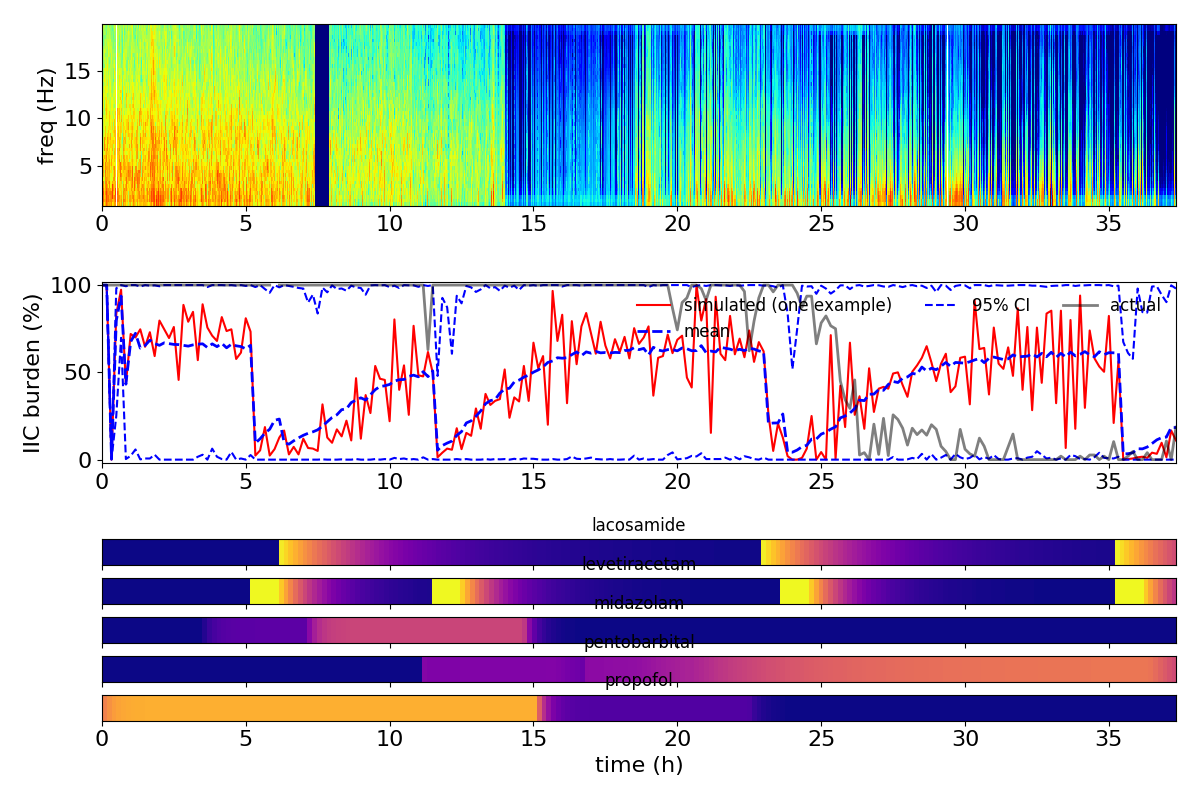 freq (Hz)
15
10
5
0 5 10 15 20 25 30 35
IIC burden (%)
100
50
0
simulated (one example)
mean
95% CI
actual
0 5 10 15 20 25 30 35
lacosamide
levetiracetam
midazolam
pentobarbital
propofol
0 5 10 15 20 25 30 35
time (h)